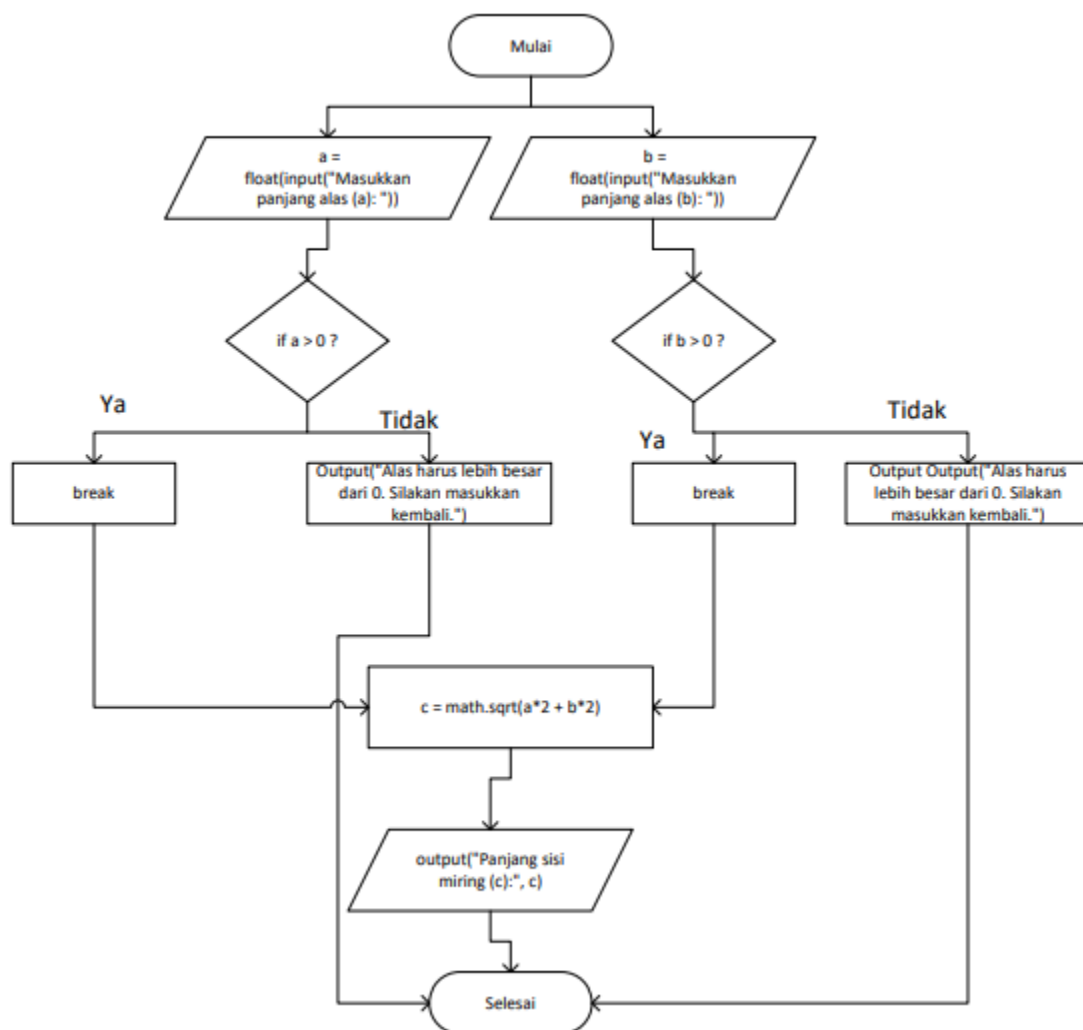 Mulai
a =
float(input("Masukkan
panjang alas (a): "))
b =
float(input("Masukkan
panjang alas (b): "))
if a > 0 ?
if b > 0 ?
Ya
Tidak
Ya
Tidak
break
Output("Alas harus lebih besar
dari 0. Silakan masukkan
kembali.")
break
Output Output("Alas harus
lebih besar dari 0. Silakan
masukkan kembali.")
c = math.sqrt(a*2 + b*2)
output("Panjang sisi
miring (c):", c)
Selesai